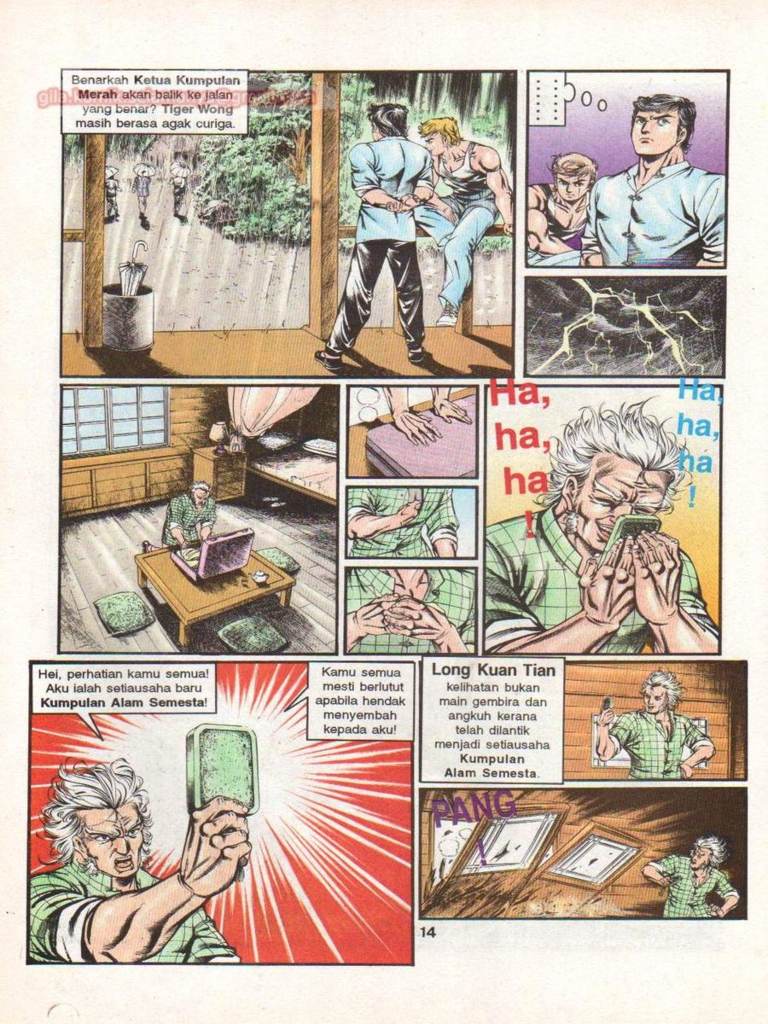 Benarkah Ketua Kumpulan
Merah akan balik ke jalan
yang benar? Tiger Wong
masih berasa agak curiga.
Ha,
ha,
ha
!
Ha,
ha,
ha
!
Hei, perhatian kamu semua!
Aku ialah setiausaha baru
Kumpulan Alam Semesta!
Kamu semua
mesti berlutut
apabila hendak
menyembah
kepada aku!
Long Kuan Tian
kelihatan bukan
main gembira dan
angkuh kerana
telah dilantik
menjadi setiausaha
Kumpulan
Alam Semesta.
PANG
!
14